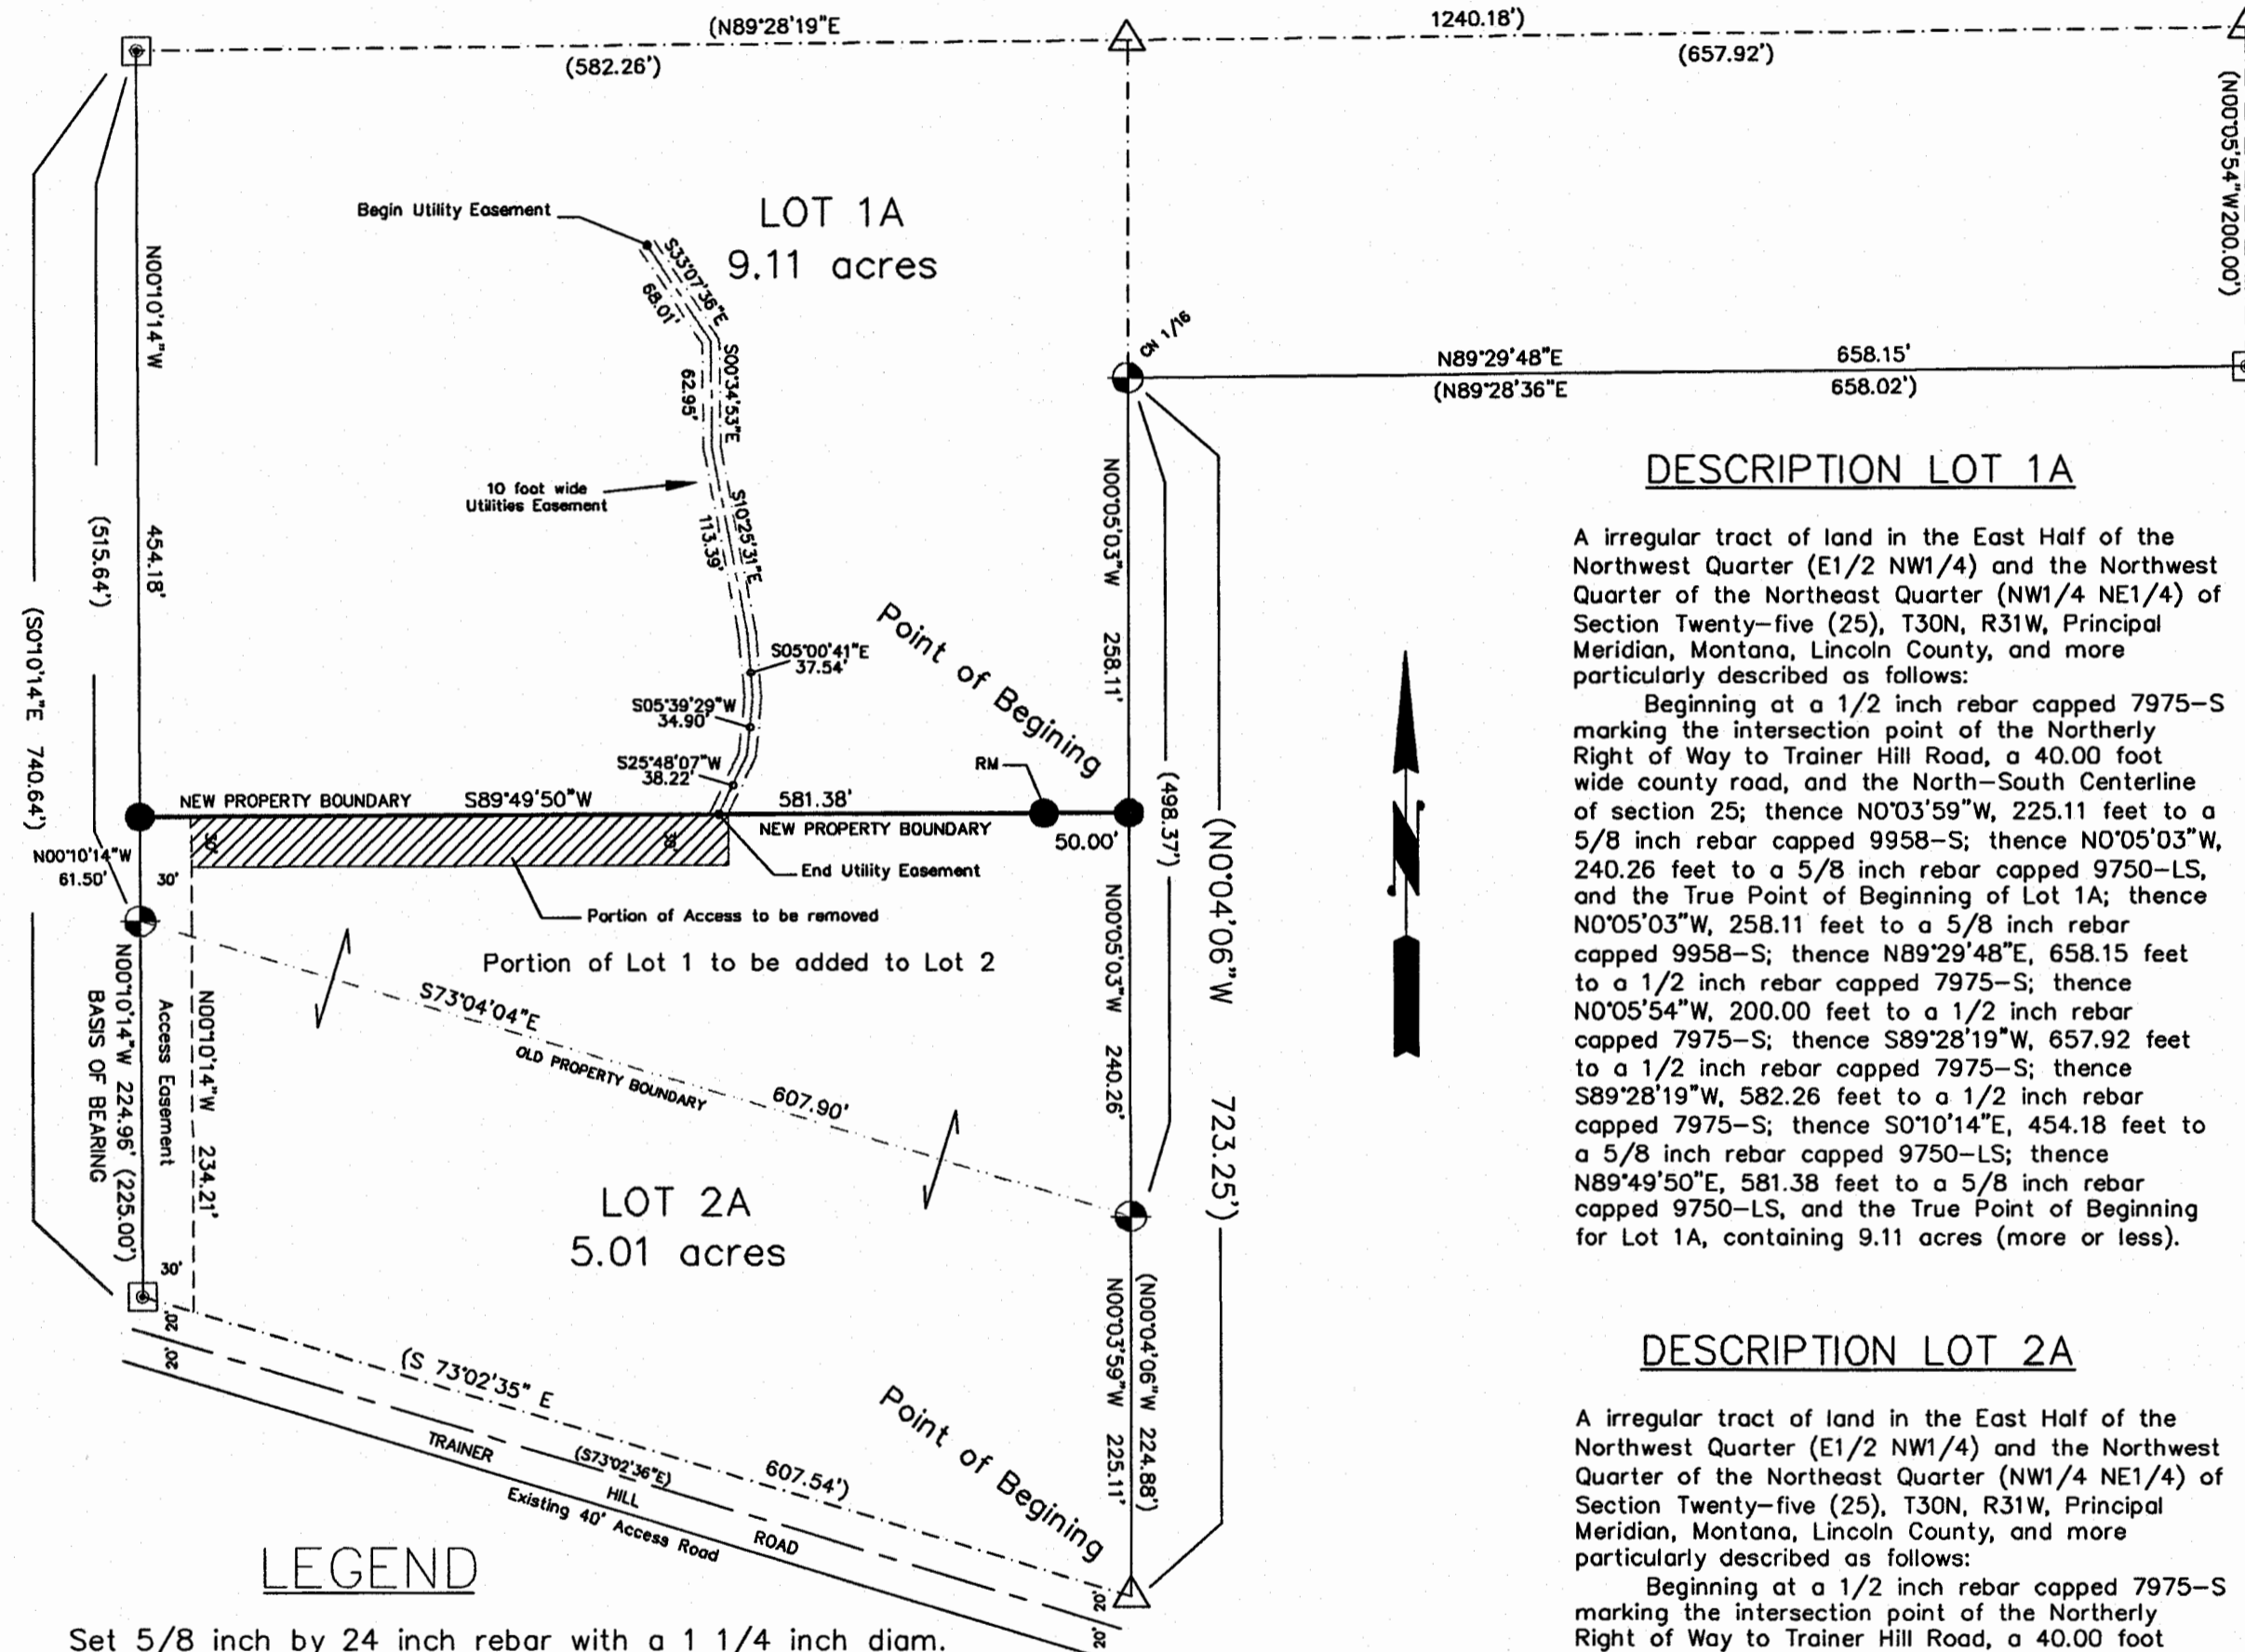 (N89°28'19"E 1240.18')
(582.26')
(657.92')
(N00°05'54"W 200.00')
Begin Utility Easement
LOT 1A
9.11 acres
S33°07'36"E
68.01'
N00°10'14"W
454.18'
S00°34'53"E
62.95'
CN 1/16
N89°29'48"E 658.15'
(N89°28'36"E 658.02')
10 foot wide
Utilities Easement
S10°25'31"E
113.39'
(515.64')
(S0°10'14"E 740.64')
N00°05'03"W 258.11'
Point of Begining
S05°00'41"E
37.54'
S05°39'29"W
34.90'
S25°48'07"W
38.22'
RM
(498.37')
(N0°04'06"W 723.25')
NEW PROPERTY BOUNDARY S89°49'50"W 581.38'
NEW PROPERTY BOUNDARY
50.00'
30'
End Utility Easement
N00°10'14"W
61.50'
30'
Portion of Access to be removed
Portion of Lot 1 to be added to Lot 2
S73°04'04"E 607.90'
OLD PROPERTY BOUNDARY
N00°05'03"W 240.26'
N00°10'14"W 224.96' (225.00')
BASIS OF BEARING
Access Easement
N00°10'14"W 234.21'
30'
LOT 2A
5.01 acres
20'
20'
(S 73°02'35" E 607.54')
(S73°02'36"E)
TRAINER HILL ROAD
Existing 40' Access Road
Point of Begining
(N00°04'06"W 224.88')
N00°03'59"W 225.11'
20'
20'
LEGEND
Set 5/8 inch by 24 inch rebar with a 1 1/4 inch diam.
DESCRIPTION LOT 1A
A irregular tract of land in the East Half of the
Northwest Quarter (E1/2 NW1/4) and the Northwest
Quarter of the Northeast Quarter (NW1/4 NE1/4) of
Section Twenty-five (25), T30N, R31W, Principal
Meridian, Montana, Lincoln County, and more
particularly described as follows:
Beginning at a 1/2 inch rebar capped 7975-S
marking the intersection point of the Northerly
Right of Way to Trainer Hill Road, a 40.00 foot
wide county road, and the North-South Centerline
of section 25; thence N0°03'59"W, 225.11 feet to a
5/8 inch rebar capped 9958-S; thence N0°05'03"W,
240.26 feet to a 5/8 inch rebar capped 9750-LS,
and the True Point of Beginning of Lot 1A; thence
N0°05'03"W, 258.11 feet to a 5/8 inch rebar
capped 9958-S; thence N89°29'48"E, 658.15 feet
to a 1/2 inch rebar capped 7975-S; thence
N0°05'54"W, 200.00 feet to a 1/2 inch rebar
capped 7975-S; thence S89°28'19"W, 657.92 feet
to a 1/2 inch rebar capped 7975-S; thence
S89°28'19"W, 582.26 feet to a 1/2 inch rebar
capped 7975-S; thence S0°10'14"E, 454.18 feet to
a 5/8 inch rebar capped 9750-LS; thence
N89°49'50"E, 581.38 feet to a 5/8 inch rebar
capped 9750-LS, and the True Point of Beginning
for Lot 1A, containing 9.11 acres (more or less).
DESCRIPTION LOT 2A
A irregular tract of land in the East Half of the
Northwest Quarter (E1/2 NW1/4) and the Northwest
Quarter of the Northeast Quarter (NW1/4 NE1/4) of
Section Twenty-five (25), T30N, R31W, Principal
Meridian, Montana, Lincoln County, and more
particularly described as follows:
Beginning at a 1/2 inch rebar capped 7975-S
marking the intersection point of the Northerly
Right of Way to Trainer Hill Road, a 40.00 foot